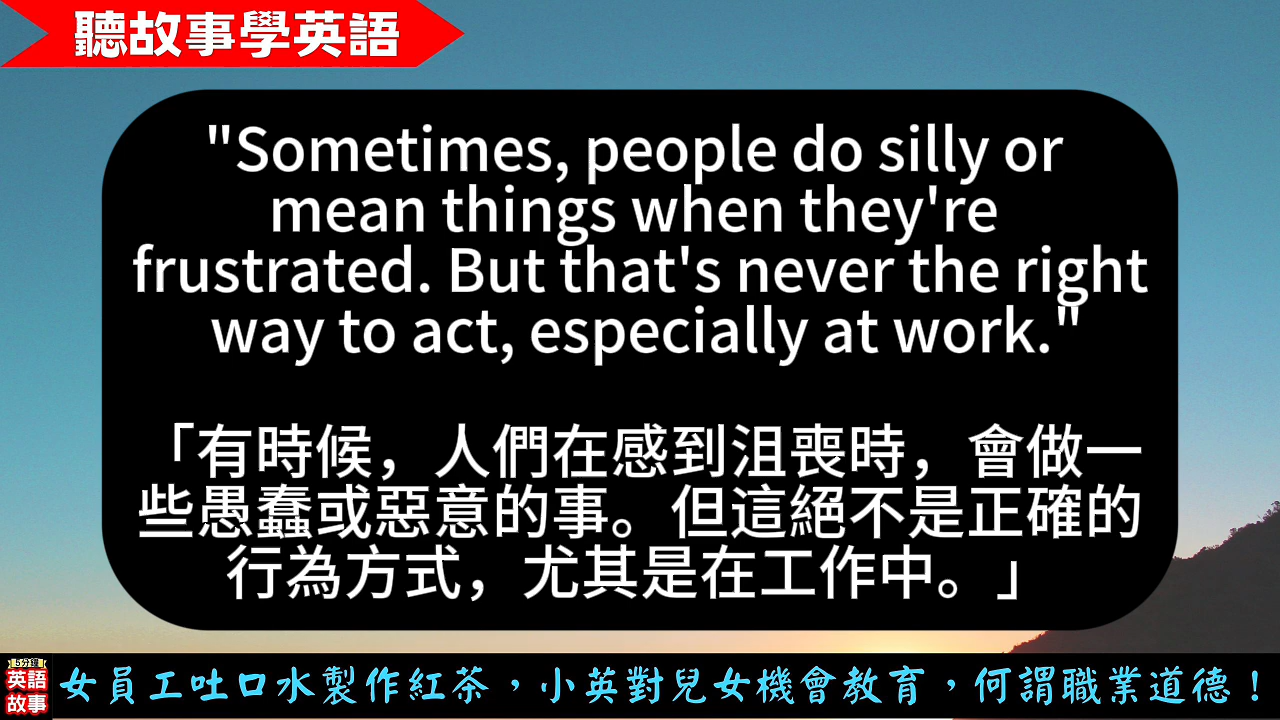 聽故事學英語
"Sometimes, people do silly or
mean things when they're
frustrated. But that's never the right
way to act, especially at work."
「有時候，人們在感到沮喪時，會做一
些愚蠢或惡意的事。但這絕不是正確的
行為方式，尤其是在工作中。」
5分鐘
英語
故事
女員工吐口水製作紅茶，小英對兒女機會教育，何謂職業道德！